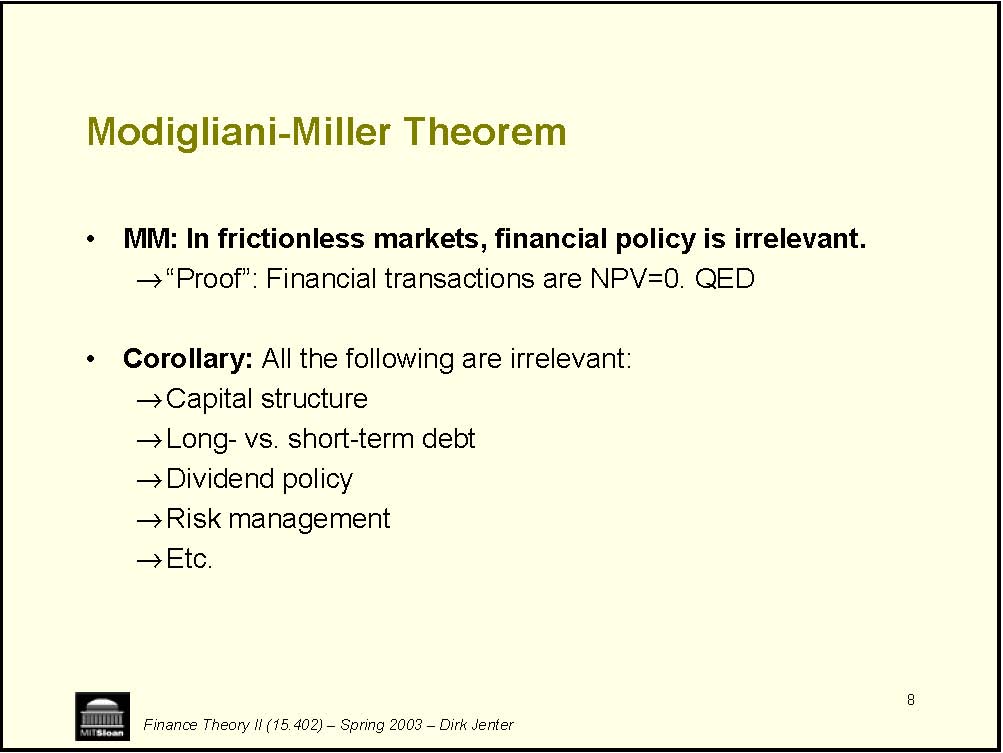 Modigliani-Miller Theorem
• MM: In frictionless markets, financial policy is irrelevant.
→“Proof”: Financial transactions are NPV=0. QED
• Corollary: All the following are irrelevant:
→Capital structure
→Long- vs. short-term debt
→Dividend policy
→Risk management
→Etc.
8
MITSloan
Finance Theory II (15.402) – Spring 2003 – Dirk Jenter